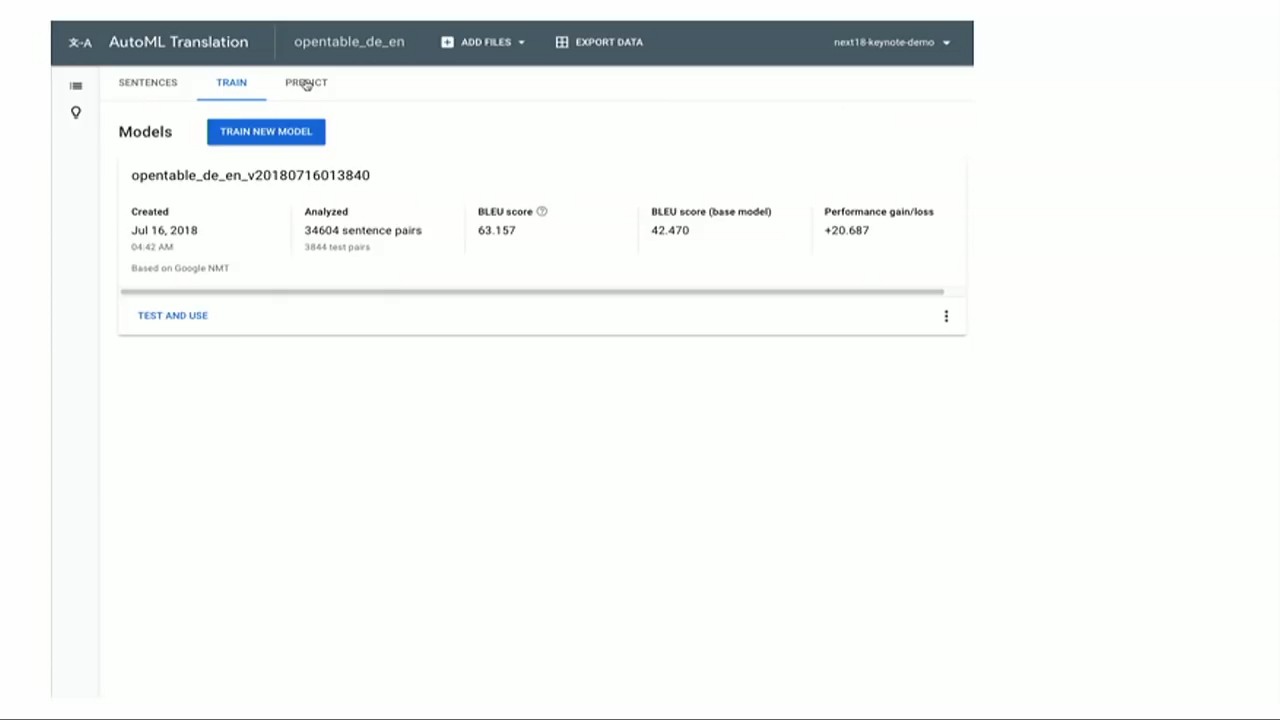 AutoML Translation opentable_de_en ADD FILES EXPORT DATA next18-keynote-demo
SENTENCES TRAIN PREDICT
Models TRAIN NEW MODEL
opentable_de_en_v20180716013840
Created Analyzed BLEU score BLEU score (base model) Performance gain/loss
Jul 16, 2018 34604 sentence pairs 63.157 42.470 +20.687
04:42 AM 3844 test pairs
Based on Google NMT
TEST AND USE